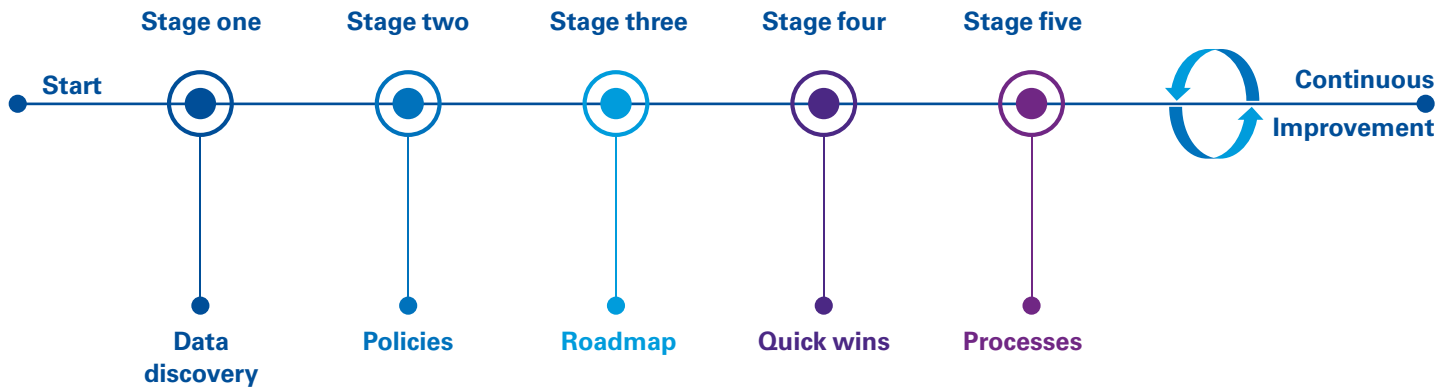 Stage one
Stage two
Stage three
Stage four
Stage five
Start
Continuous
Improvement
Data
discovery
Policies
Roadmap
Quick wins
Processes